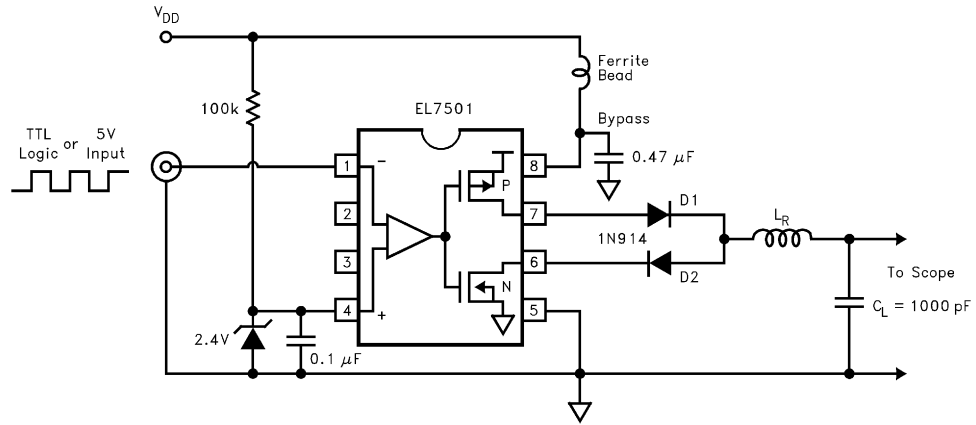 VDD
Ferrite
Bead
100k
EL7501
Bypass
TTL
Logic
or
5V
Input
0.47 μF
1
−
8
P
2
7
D1
1N914
LR
3
6
D2
N
To Scope
4
+
5
CL = 1000 pF
2.4V
0.1 μF